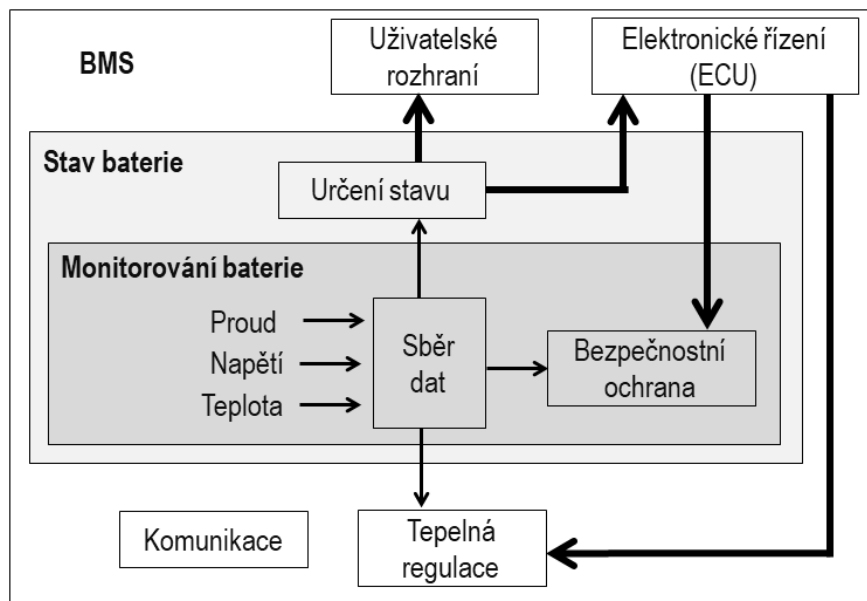 BMS
Uživatelské
rozhraní
Elektronické řízení
(ECU)
Stav baterie
Určení stavu
Monitorování baterie
Proud
Napětí
Teplota
Sběr
dat
Bezpečnostní
ochrana
Komunikace
Tepelná
regulace